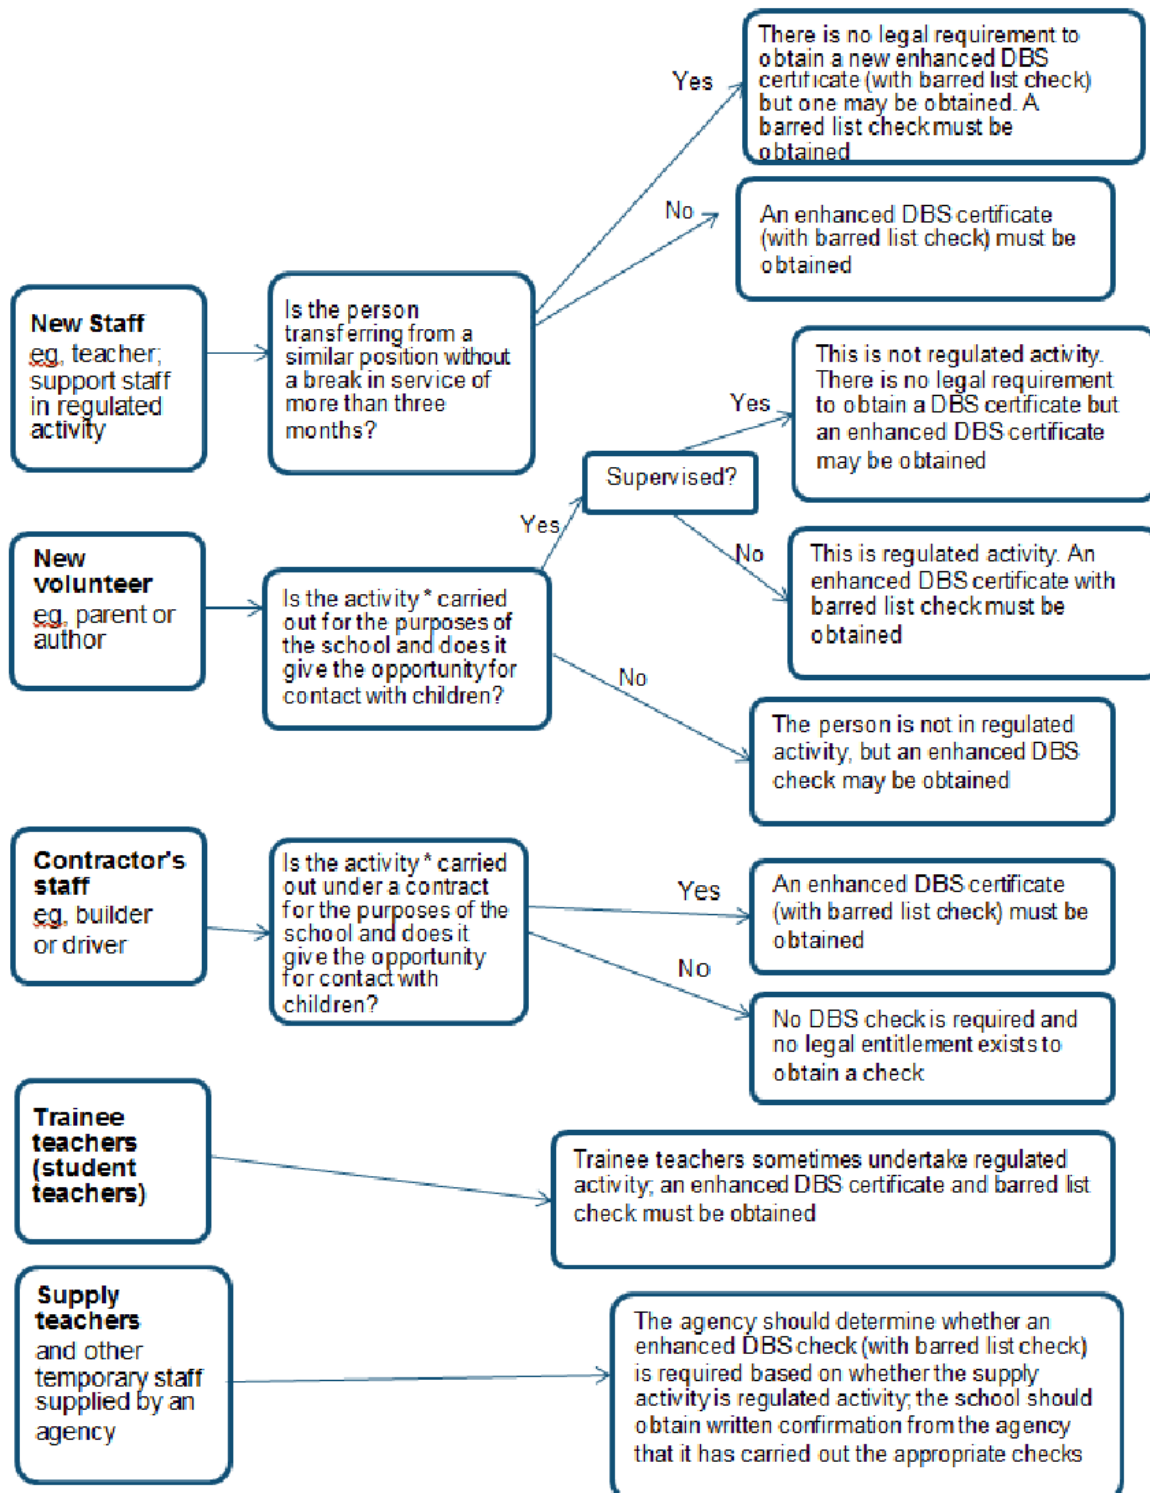 There is no legal requirement to
obtain a new enhanced DBS
certificate (with barred list check)
but one may be obtained. A
barred list check must be
obtained
Yes
No
An enhanced DBS certificate
(with barred list check) must be
obtained
New Staff
eg, teacher;
support staff
in regulated
activity
Is the person
transferring from a
similar position without
a break in service of
more than three
months?
This is not regulated activity.
There is no legal requirement
to obtain a DBS certificate but
an enhanced DBS certificate
may be obtained
Yes
Supervised?
Yes
No
This is regulated activity. An
enhanced DBS certificate with
barred list check must be
obtained
New
volunteer
eg, parent or
author
Is the activity * carried
out for the purposes of
the school and does it
give the opportunity for
contact with children?
No
The person is not in regulated
activity, but an enhanced DBS
check may be obtained
Contractor's
staff
eg, builder
or driver
Is the activity * carried
out under a contract
for the purposes of the
school and does it
give the opportunity
for contact with
children?
Yes
An enhanced DBS certificate
(with barred list check) must be
obtained
No
No DBS check is required and
no legal entitlement exists to
obtain a check
Trainee
teachers
(student
teachers)
Trainee teachers sometimes undertake regulated
activity; an enhanced DBS certificate and barred list
check must be obtained
Supply
teachers
and other
temporary staff
supplied by an
agency
The agency should determine whether an
enhanced DBS check (with barred list check)
is required based on whether the supply
activity is regulated activity; the school should
obtain written confirmation from the agency
that it has carried out the appropriate checks